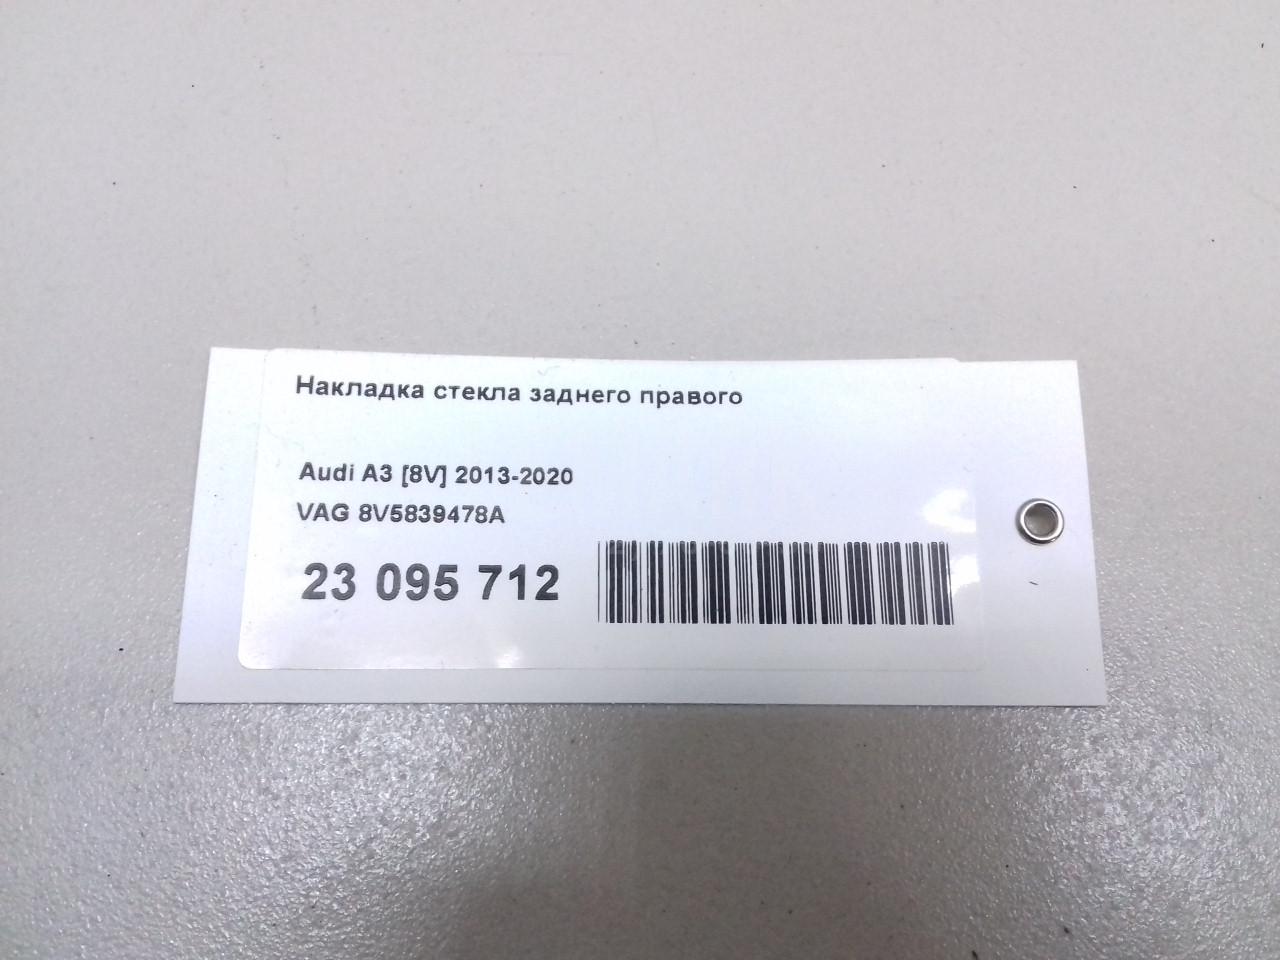 Накладка стекла заднего правого
Audi A3 [8V] 2013-2020
VAG 8V5839478A
23 095 712